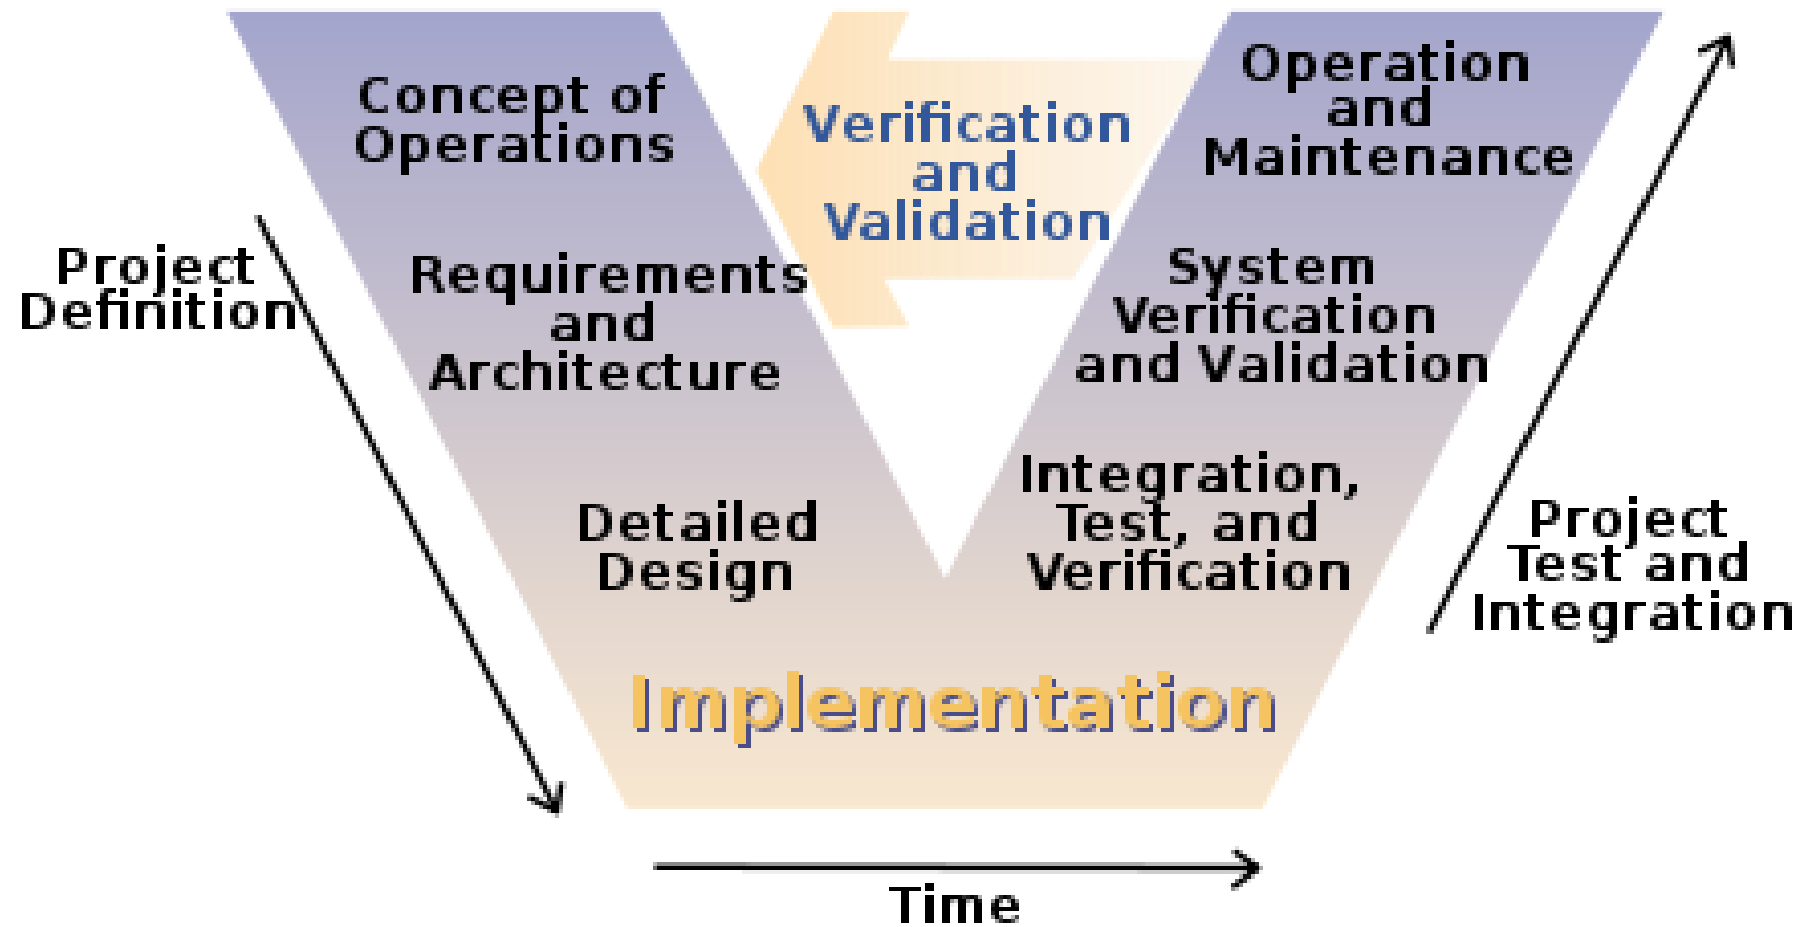 Concept of
Operations
Verification
and
Validation
Operation
and
Maintenance
Project
Definition
Requirements
and
Architecture
System
Verification
and Validation
Detailed
Design
Integration,
Test, and
Verification
Project
Test and
Integration
Implementation
Time